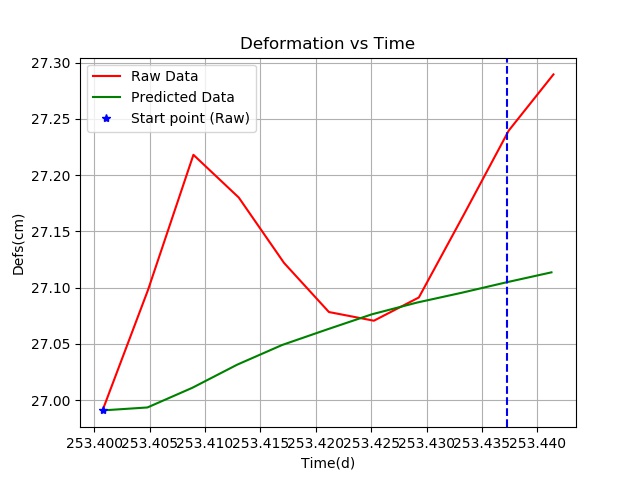 Deformation vs Time
27.30
27.25
27.20
27.15
27.10
27.05
27.00
Defs(cm)
Raw Data
Predicted Data
Start point (Raw)
253.400 253.405 253.410 253.415 253.420 253.425 253.430 253.435 253.440
Time(d)